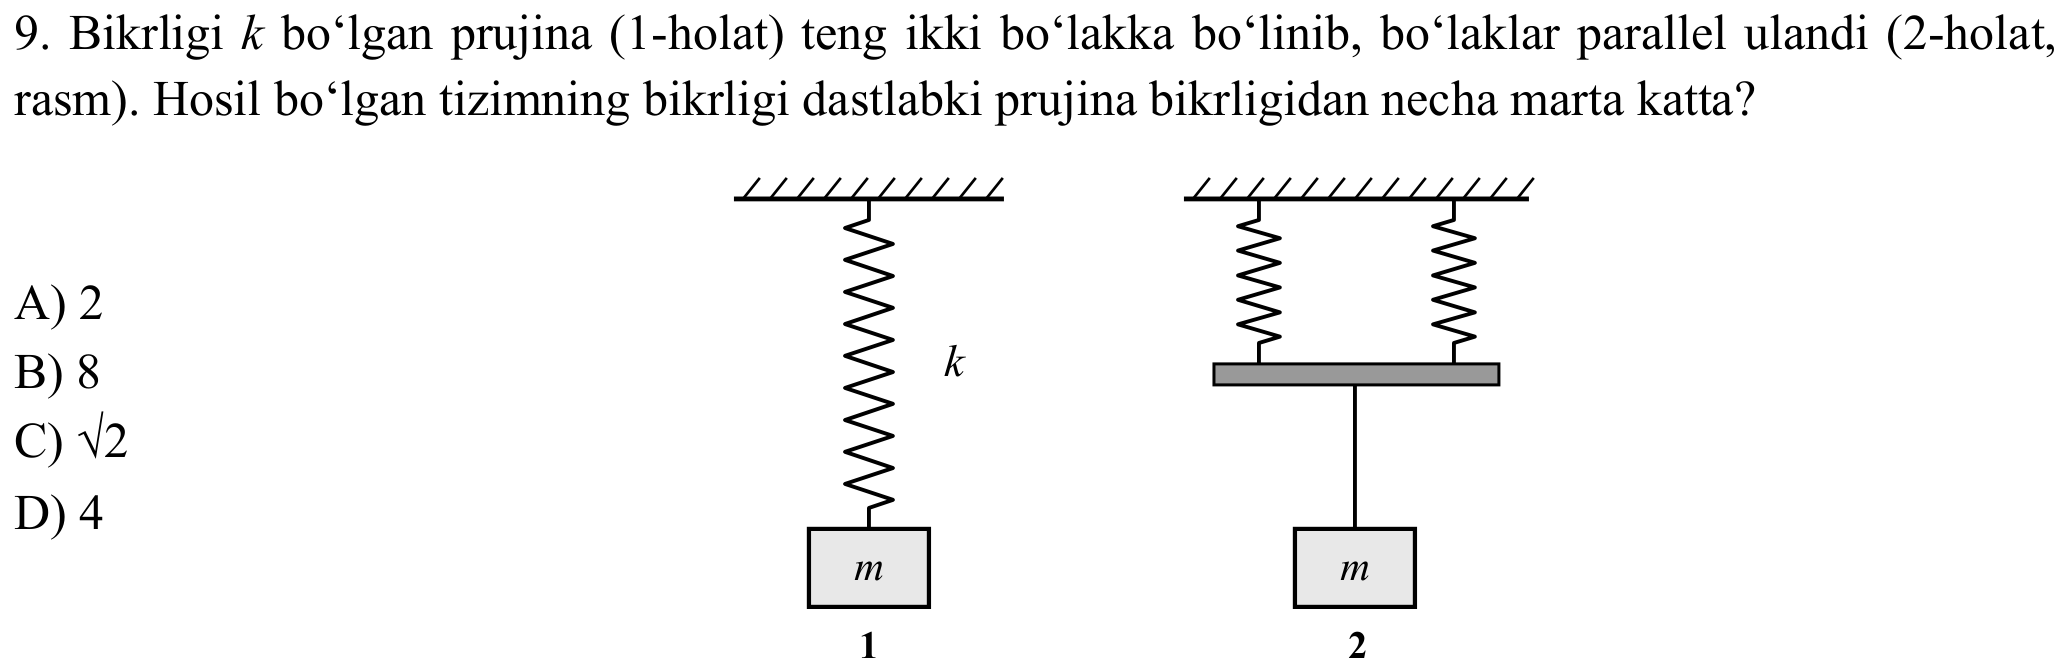 9. Bikrligi k bo‘lgan prujina (1-holat) teng ikki bo‘lakka bo‘linib, bo‘laklar parallel ulandi (2-holat,
rasm). Hosil bo‘lgan tizimning bikrligi dastlabki prujina bikrligidan necha marta katta?
A) 2
B) 8
C) √2
D) 4
k
m
m
1
2